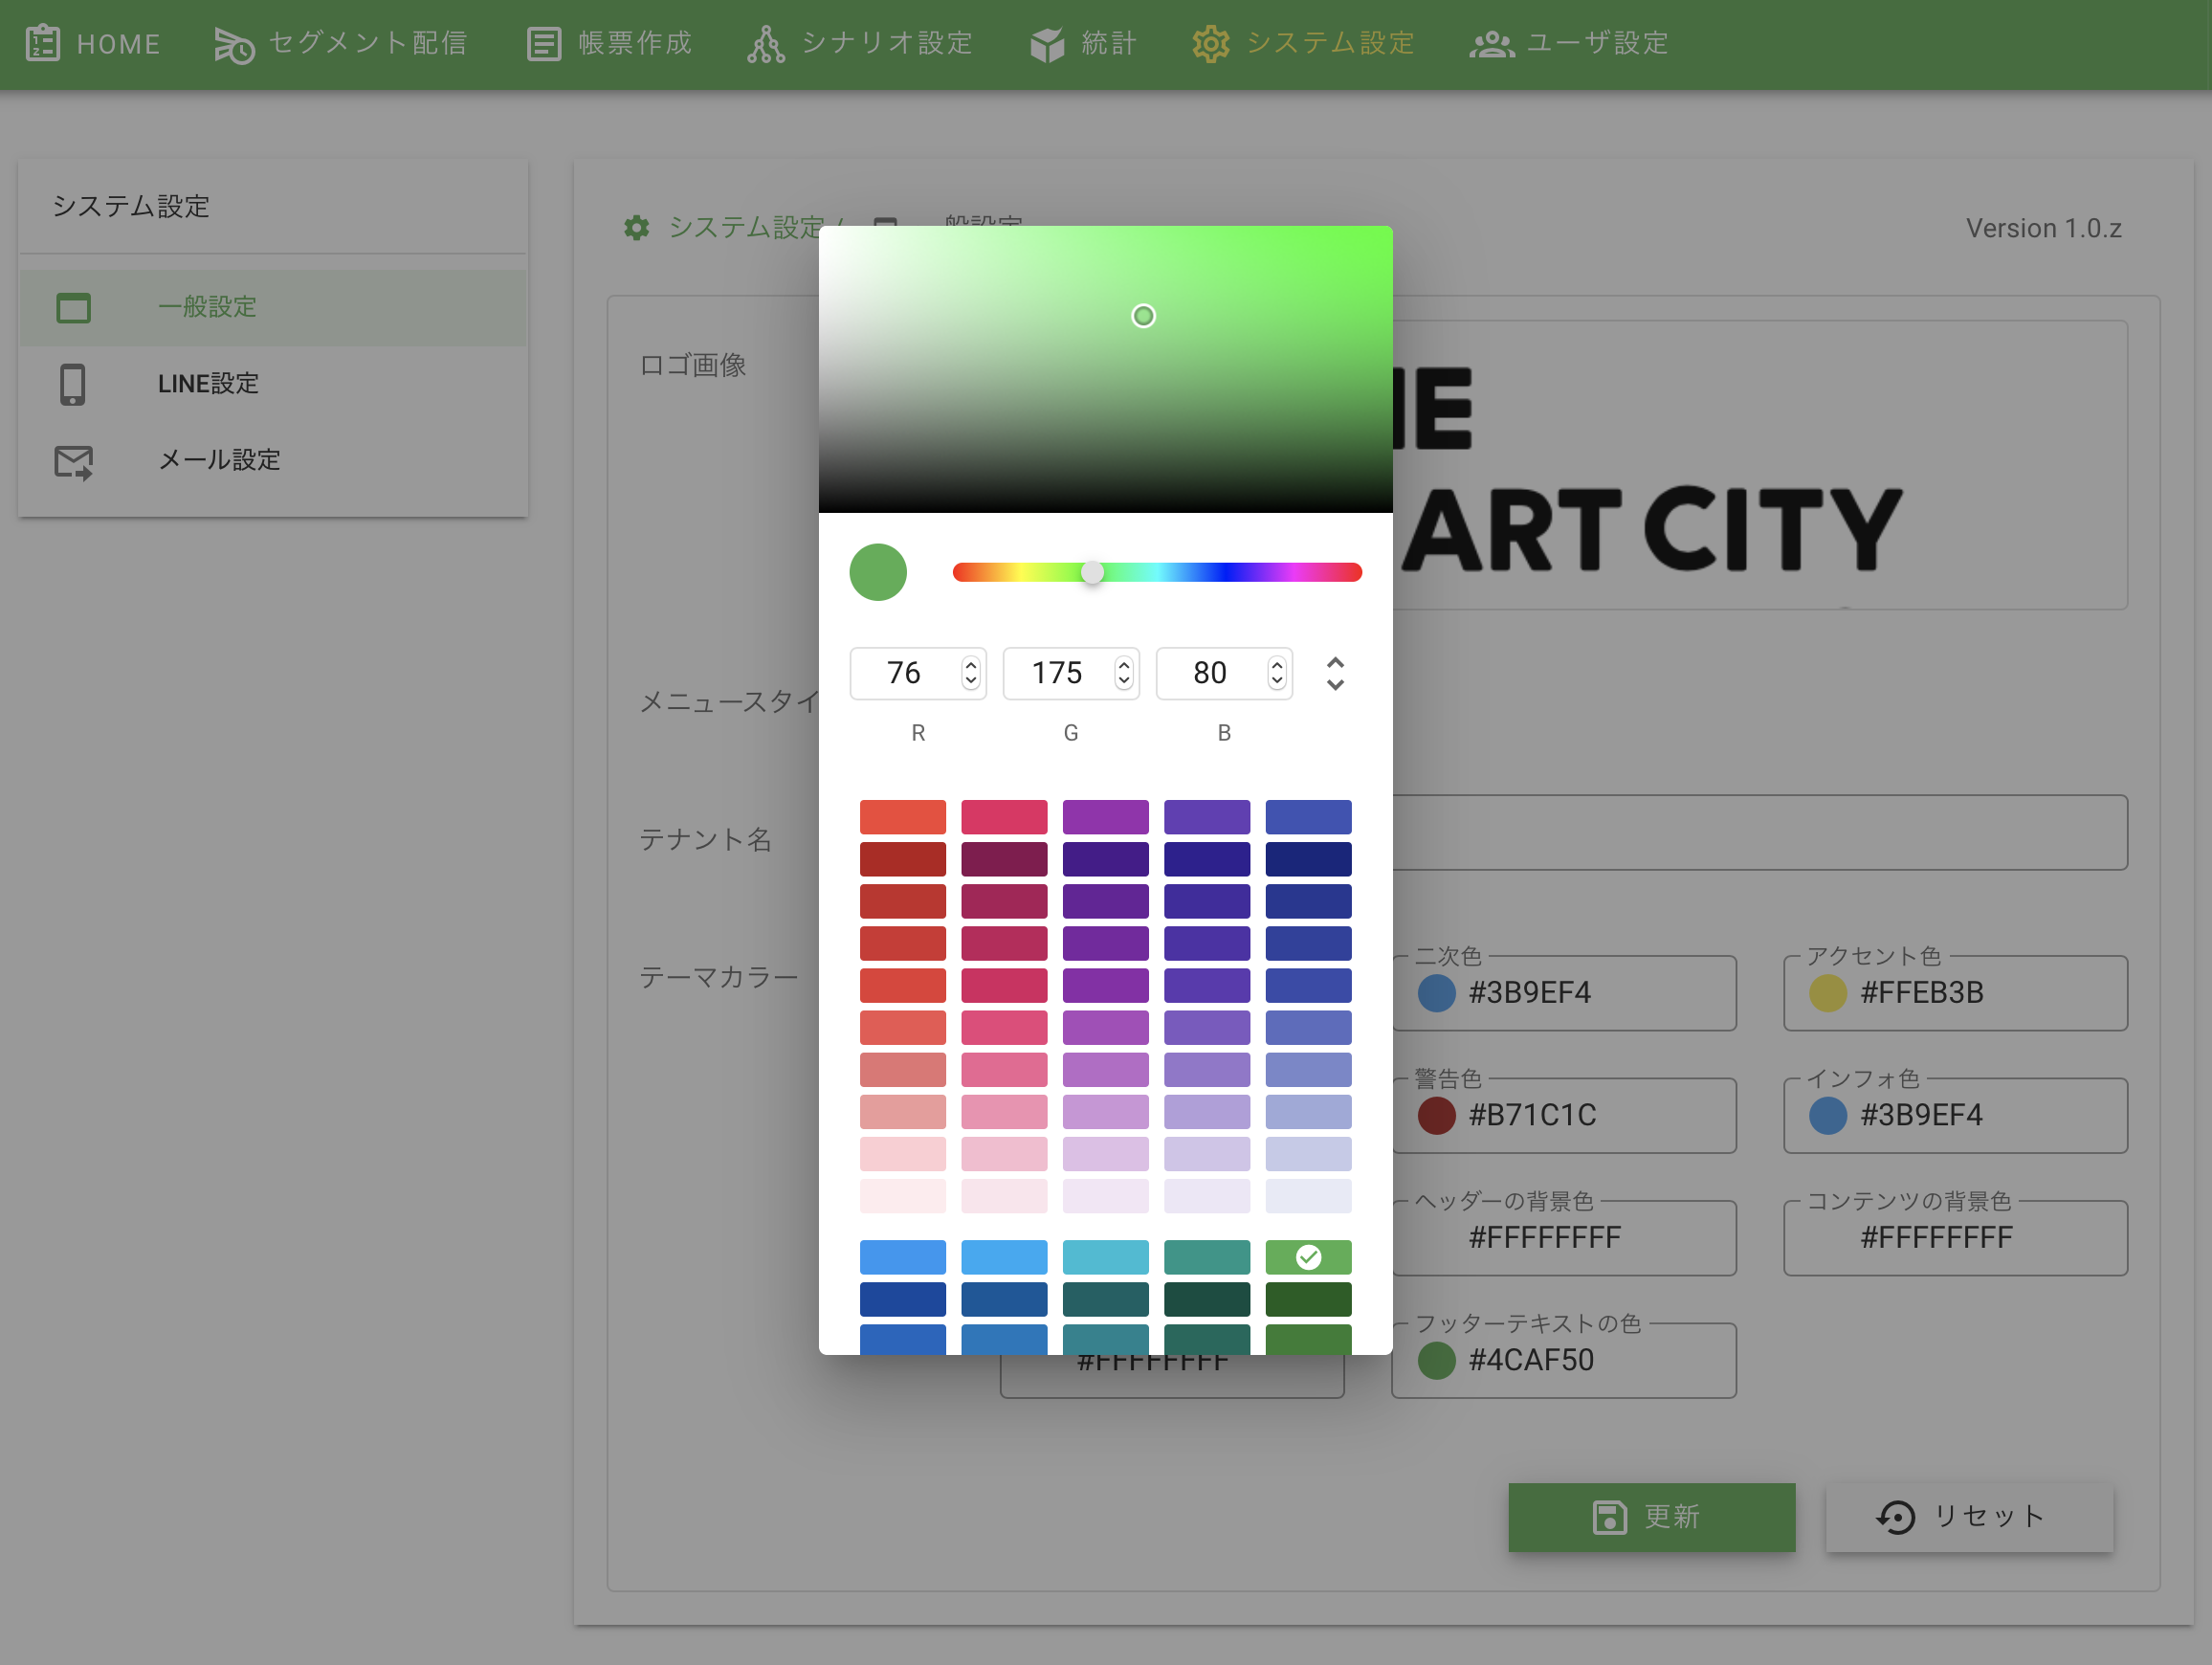 HOME セグメント配信 帳票作成 シナリオ設定 統計 システム設定 ユーザ設定
システム設定
一般設定
LINE設定
メール設定
システム設定 / 一般設定
Version 1.0.z
ロゴ画像
ART CITY
メニュースタイ
テナント名
テーマカラー
76 175 80
R G B
二次色
#3B9EF4
アクセント色
#FFEB3B
警告色
#B71C1C
インフォ色
#3B9EF4
ヘッダーの背景色
#FFFFFFFF
コンテンツの背景色
#FFFFFFFF
#FFFFFFFF
フッターテキストの色
#4CAF50
更新
リセット